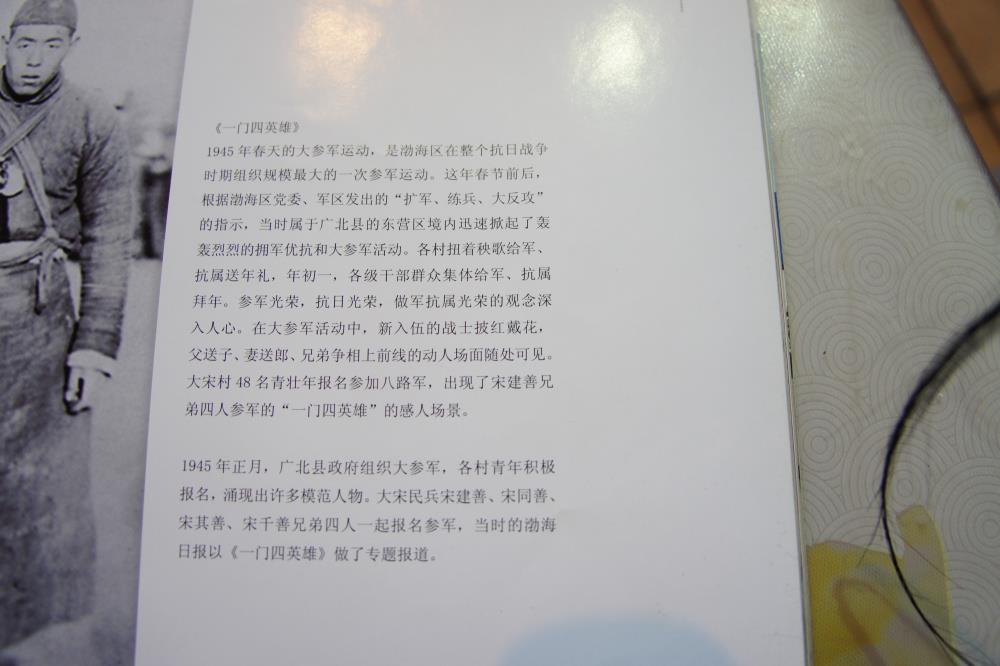 《一门四英雄》
1945年春天的大参军运动，是渤海区在整个抗日战争
时期组织规模最大的一次参军运动。这年春节前后，
根据渤海区党委、军区发出的“扩军、练兵、大反攻”
的指示，当时属于广北县的东营区境内迅速掀起了轰
轰烈烈的拥军优抗和大参军活动。各村扭着秧歌给军、
抗属送年礼，年初一，各级干部群众集体给军、抗属
拜年。参军光荣，抗日光荣，做军抗属光荣的观念深
入人心。在大参军活动中，新入伍的战士披红戴花，
父送子、妻送郎、兄弟争相上前线的动人场面随处可见。
大宋村48名青壮年报名参加八路军，出现了宋建善兄
弟四人参军的“一门四英雄”的感人场景。
1945年正月，广北县政府组织大参军，各村青年积极
报名，涌现出许多模范人物。大宋民兵宋建善、宋同善、
宋其善、宋千善兄弟四人一起报名参军，当时的渤海
日报以《一门四英雄》做了专题报道。